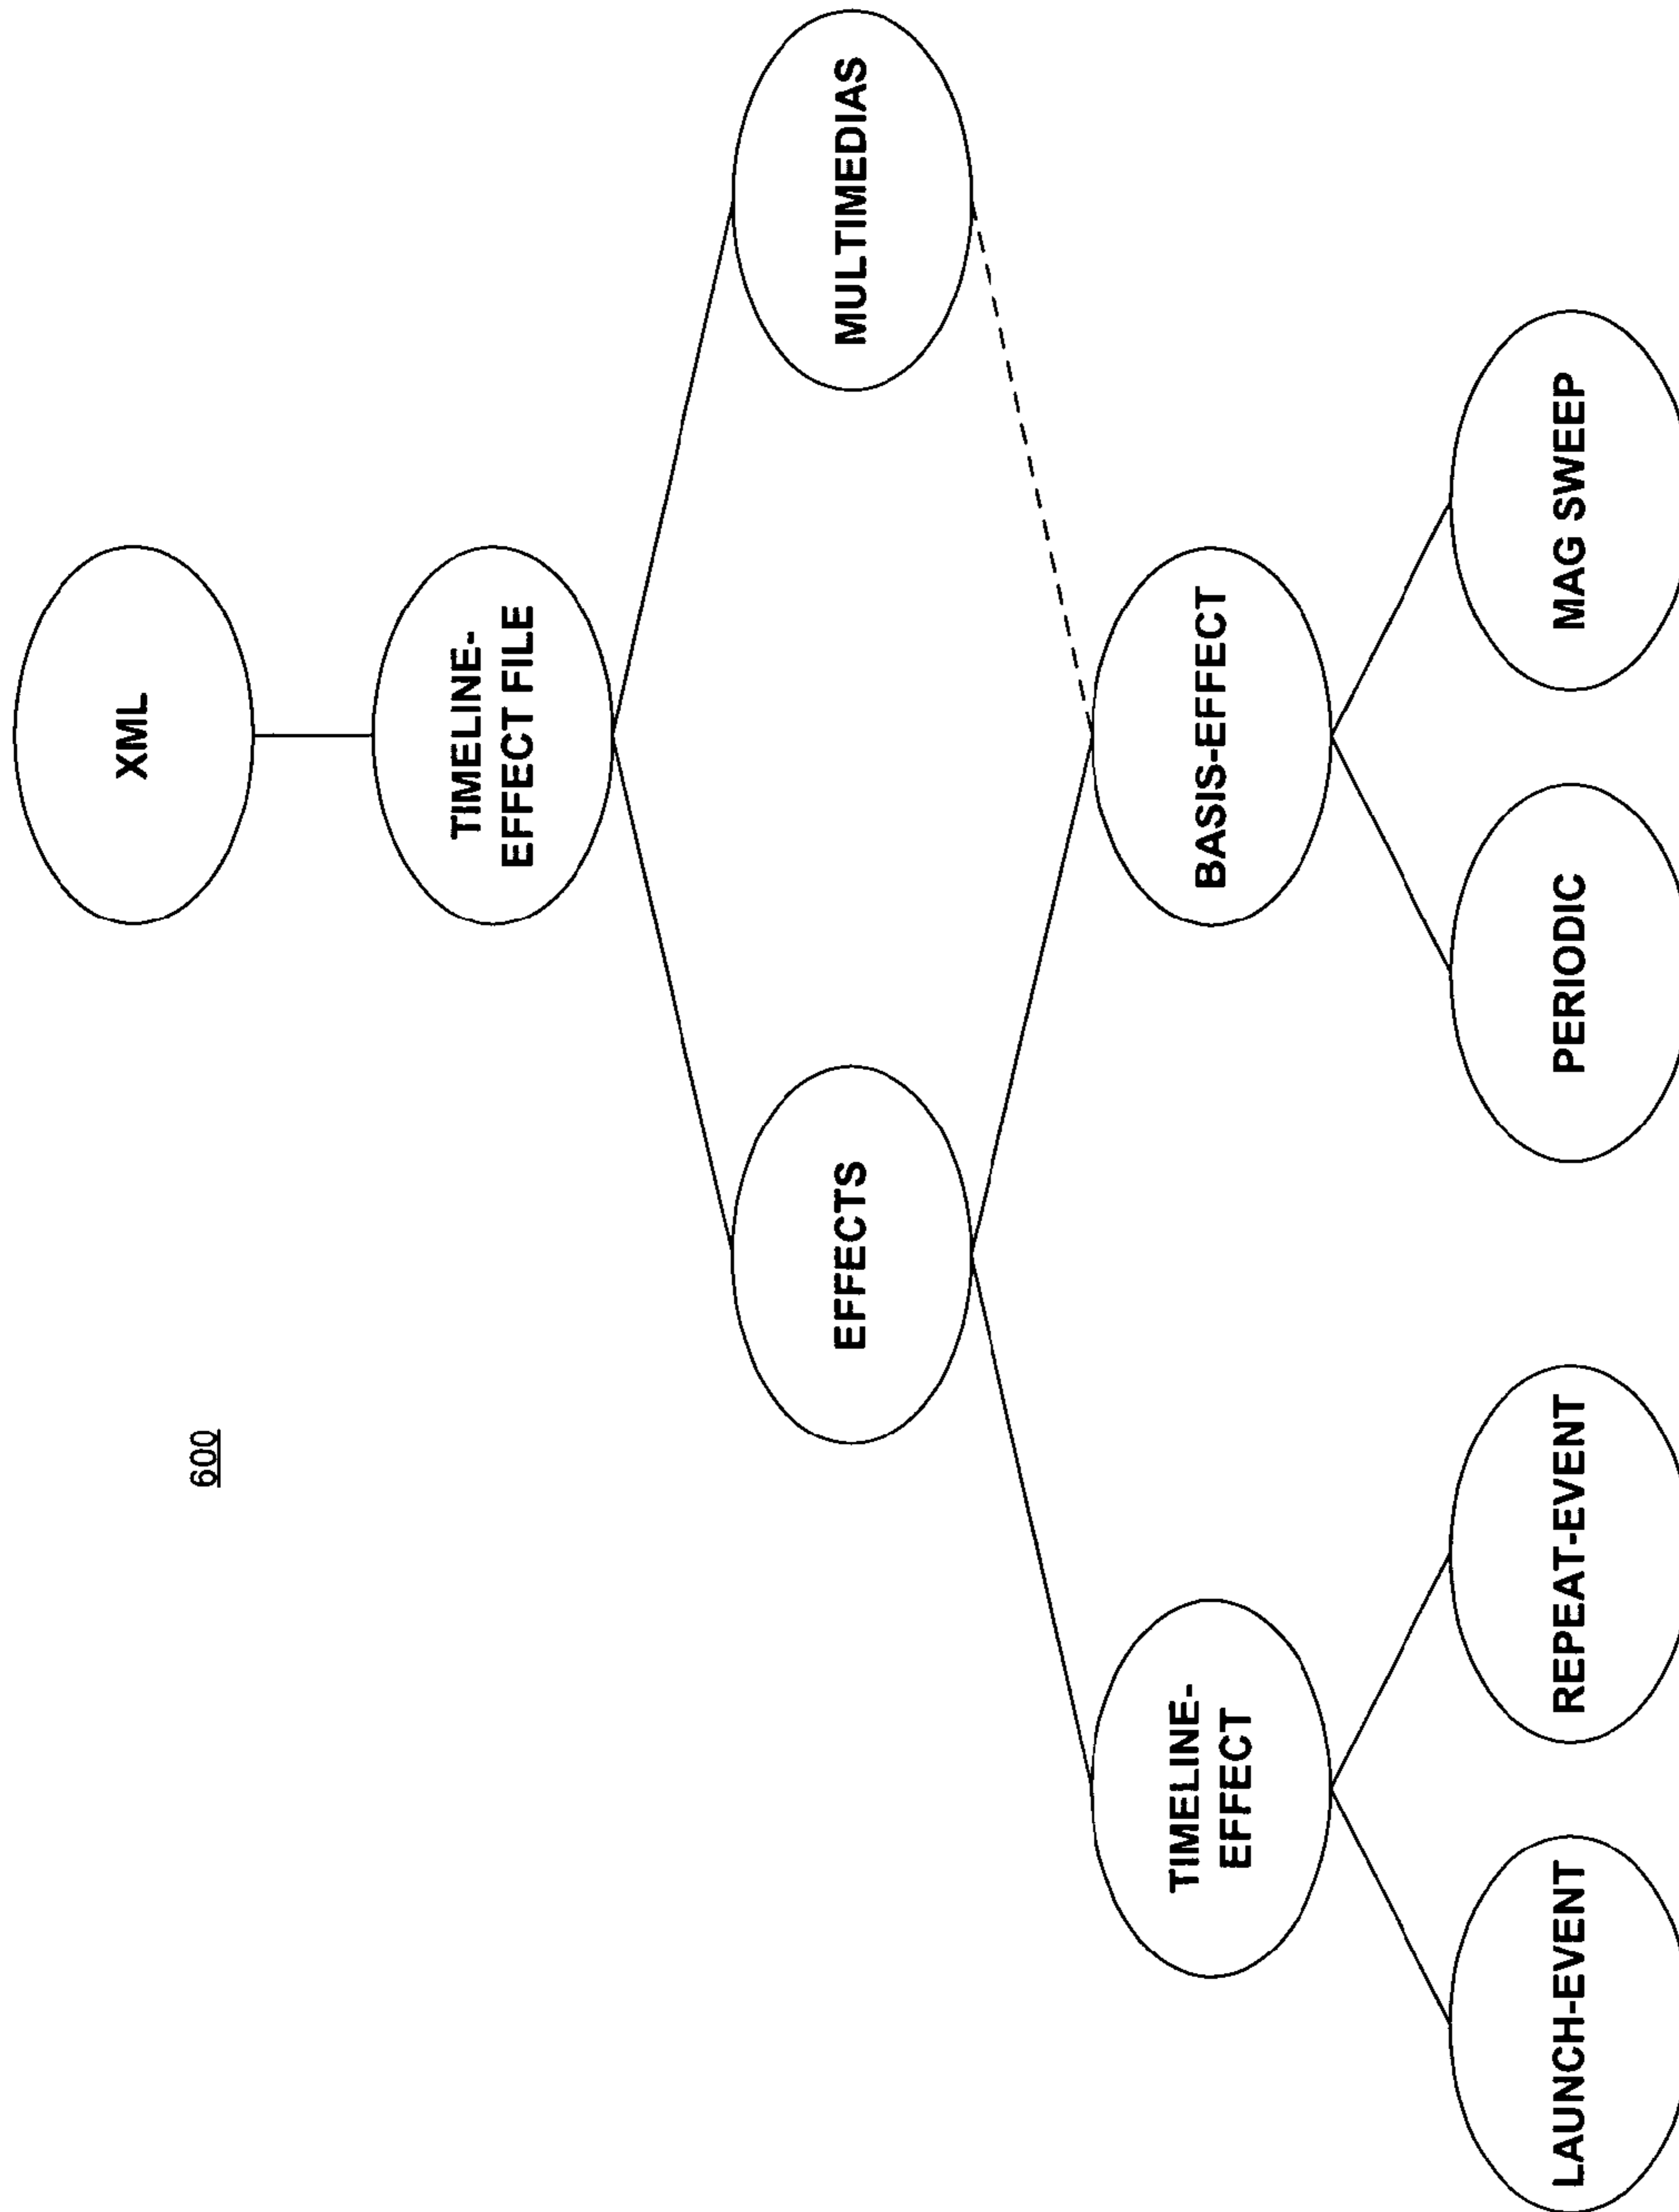 600
XML
TIMELINE-
EFFECT FILE
EFFECTS
MULTIMEDIAS
TIMELINE-
EFFECT
BASIS-EFFECT
LAUNCH-EVENT
REPEAT-EVENT
PERIODIC
MAG SWEEP